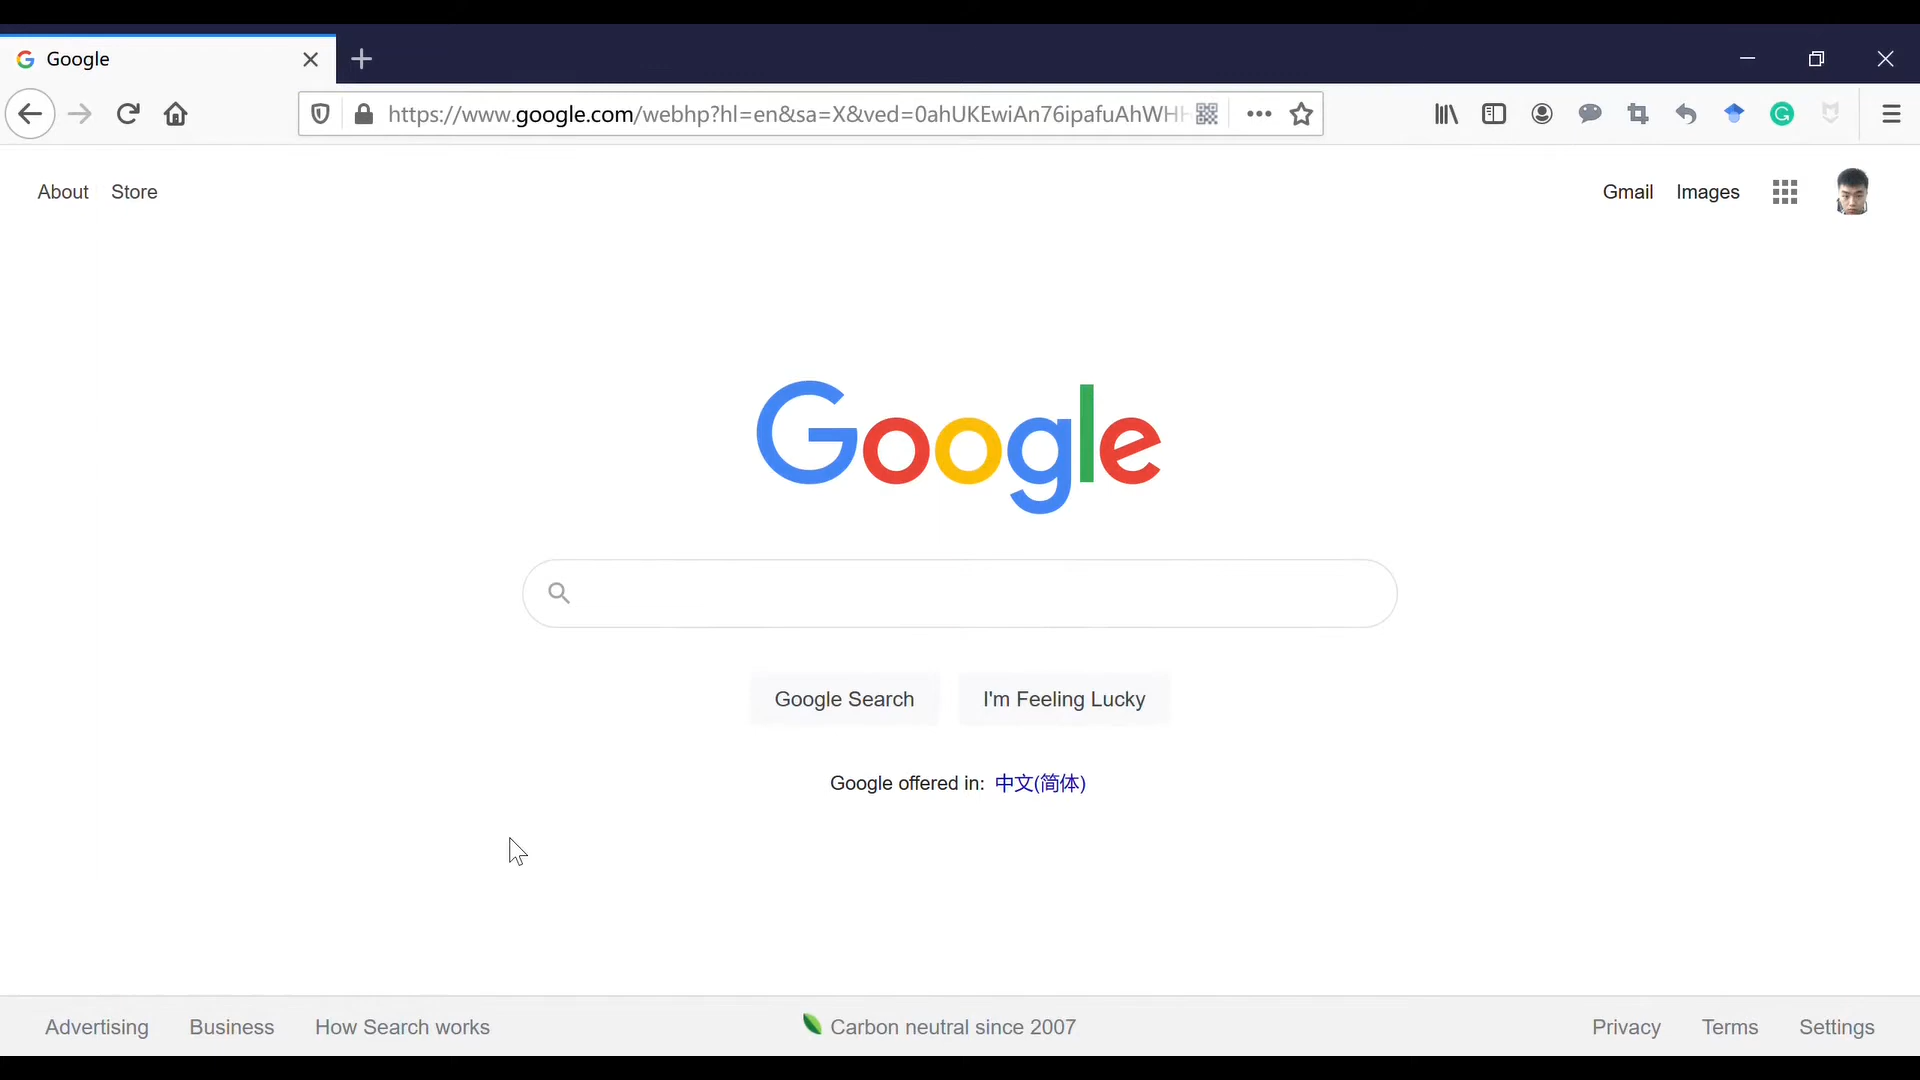 Google
https://www.google.com/webhp?hl=en&sa=X&ved=0ahUKEwiAn76ipafuAhWHH
About Store
Gmail Images
Google
Google Search I'm Feeling Lucky
Google offered in: 中文(简体)
Advertising Business How Search works
Carbon neutral since 2007
Privacy Terms Settings